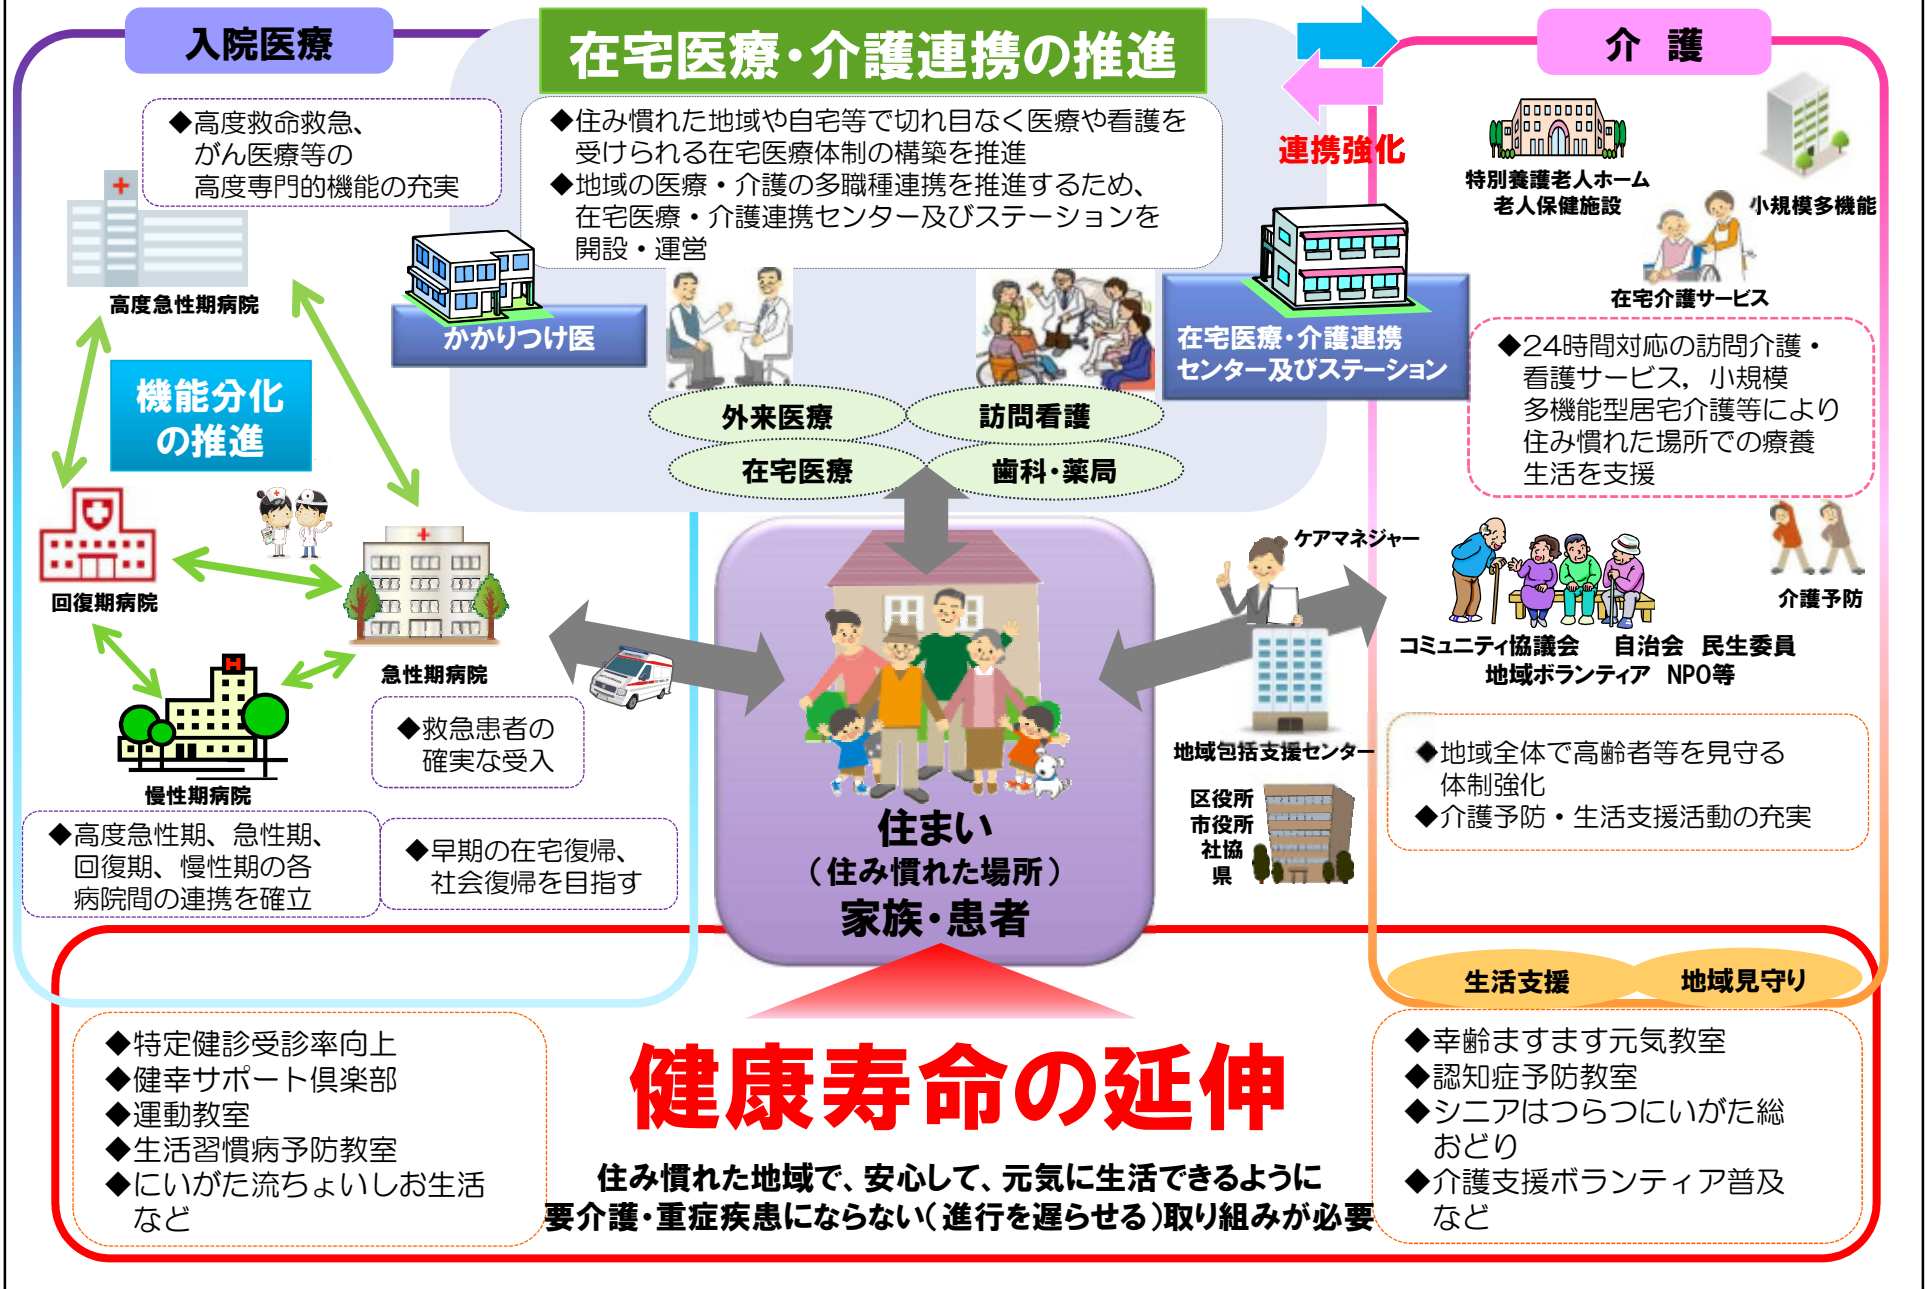 入院医療
◆高度救命救急、
がん医療等の
高度専門的機能の充実
高度急性期病院
機能分化
の推進
回復期病院
急性期病院
慢性期病院
◆救急患者の
確実な受入
◆高度急性期、急性期、
回復期、慢性期の各
病院間の連携を確立
◆早期の在宅復帰、
社会復帰を目指す
在宅医療・介護連携の推進
◆住み慣れた地域や自宅等で切れ目なく医療や看護を
受けられる在宅医療体制の構築を推進
◆地域の医療・介護の多職種連携を推進するため、
在宅医療・介護連携センター及びステーションを
開設・運営
かかりつけ医
在宅医療・介護連携
センター及びステーション
外来医療
訪問看護
在宅医療
歯科・薬局
連携強化
介 護
特別養護老人ホーム
老人保健施設
小規模多機能
在宅介護サービス
◆24時間対応の訪問介護・
看護サービス，小規模
多機能型居宅介護等により
住み慣れた場所での療養
生活を支援
ケアマネジャー
介護予防
コミュニティ協議会 自治会 民生委員
地域ボランティア NPO等
地域包括支援センター
区役所
市役所
社協
県
◆地域全体で高齢者等を見守る
体制強化
◆介護予防・生活支援活動の充実
住まい
（住み慣れた場所）
家族・患者
生活支援
地域見守り
◆特定健診受診率向上
◆健幸サポート倶楽部
◆運動教室
◆生活習慣病予防教室
◆にいがた流ちょいしお生活
など
健康寿命の延伸
住み慣れた地域で、安心して、元気に生活できるように
要介護・重症疾患にならない（進行を遅らせる）取り組みが必要
◆幸齢ますます元気教室
◆認知症予防教室
◆シニアはつらつにいがた総
おどり
◆介護支援ボランティア普及
など